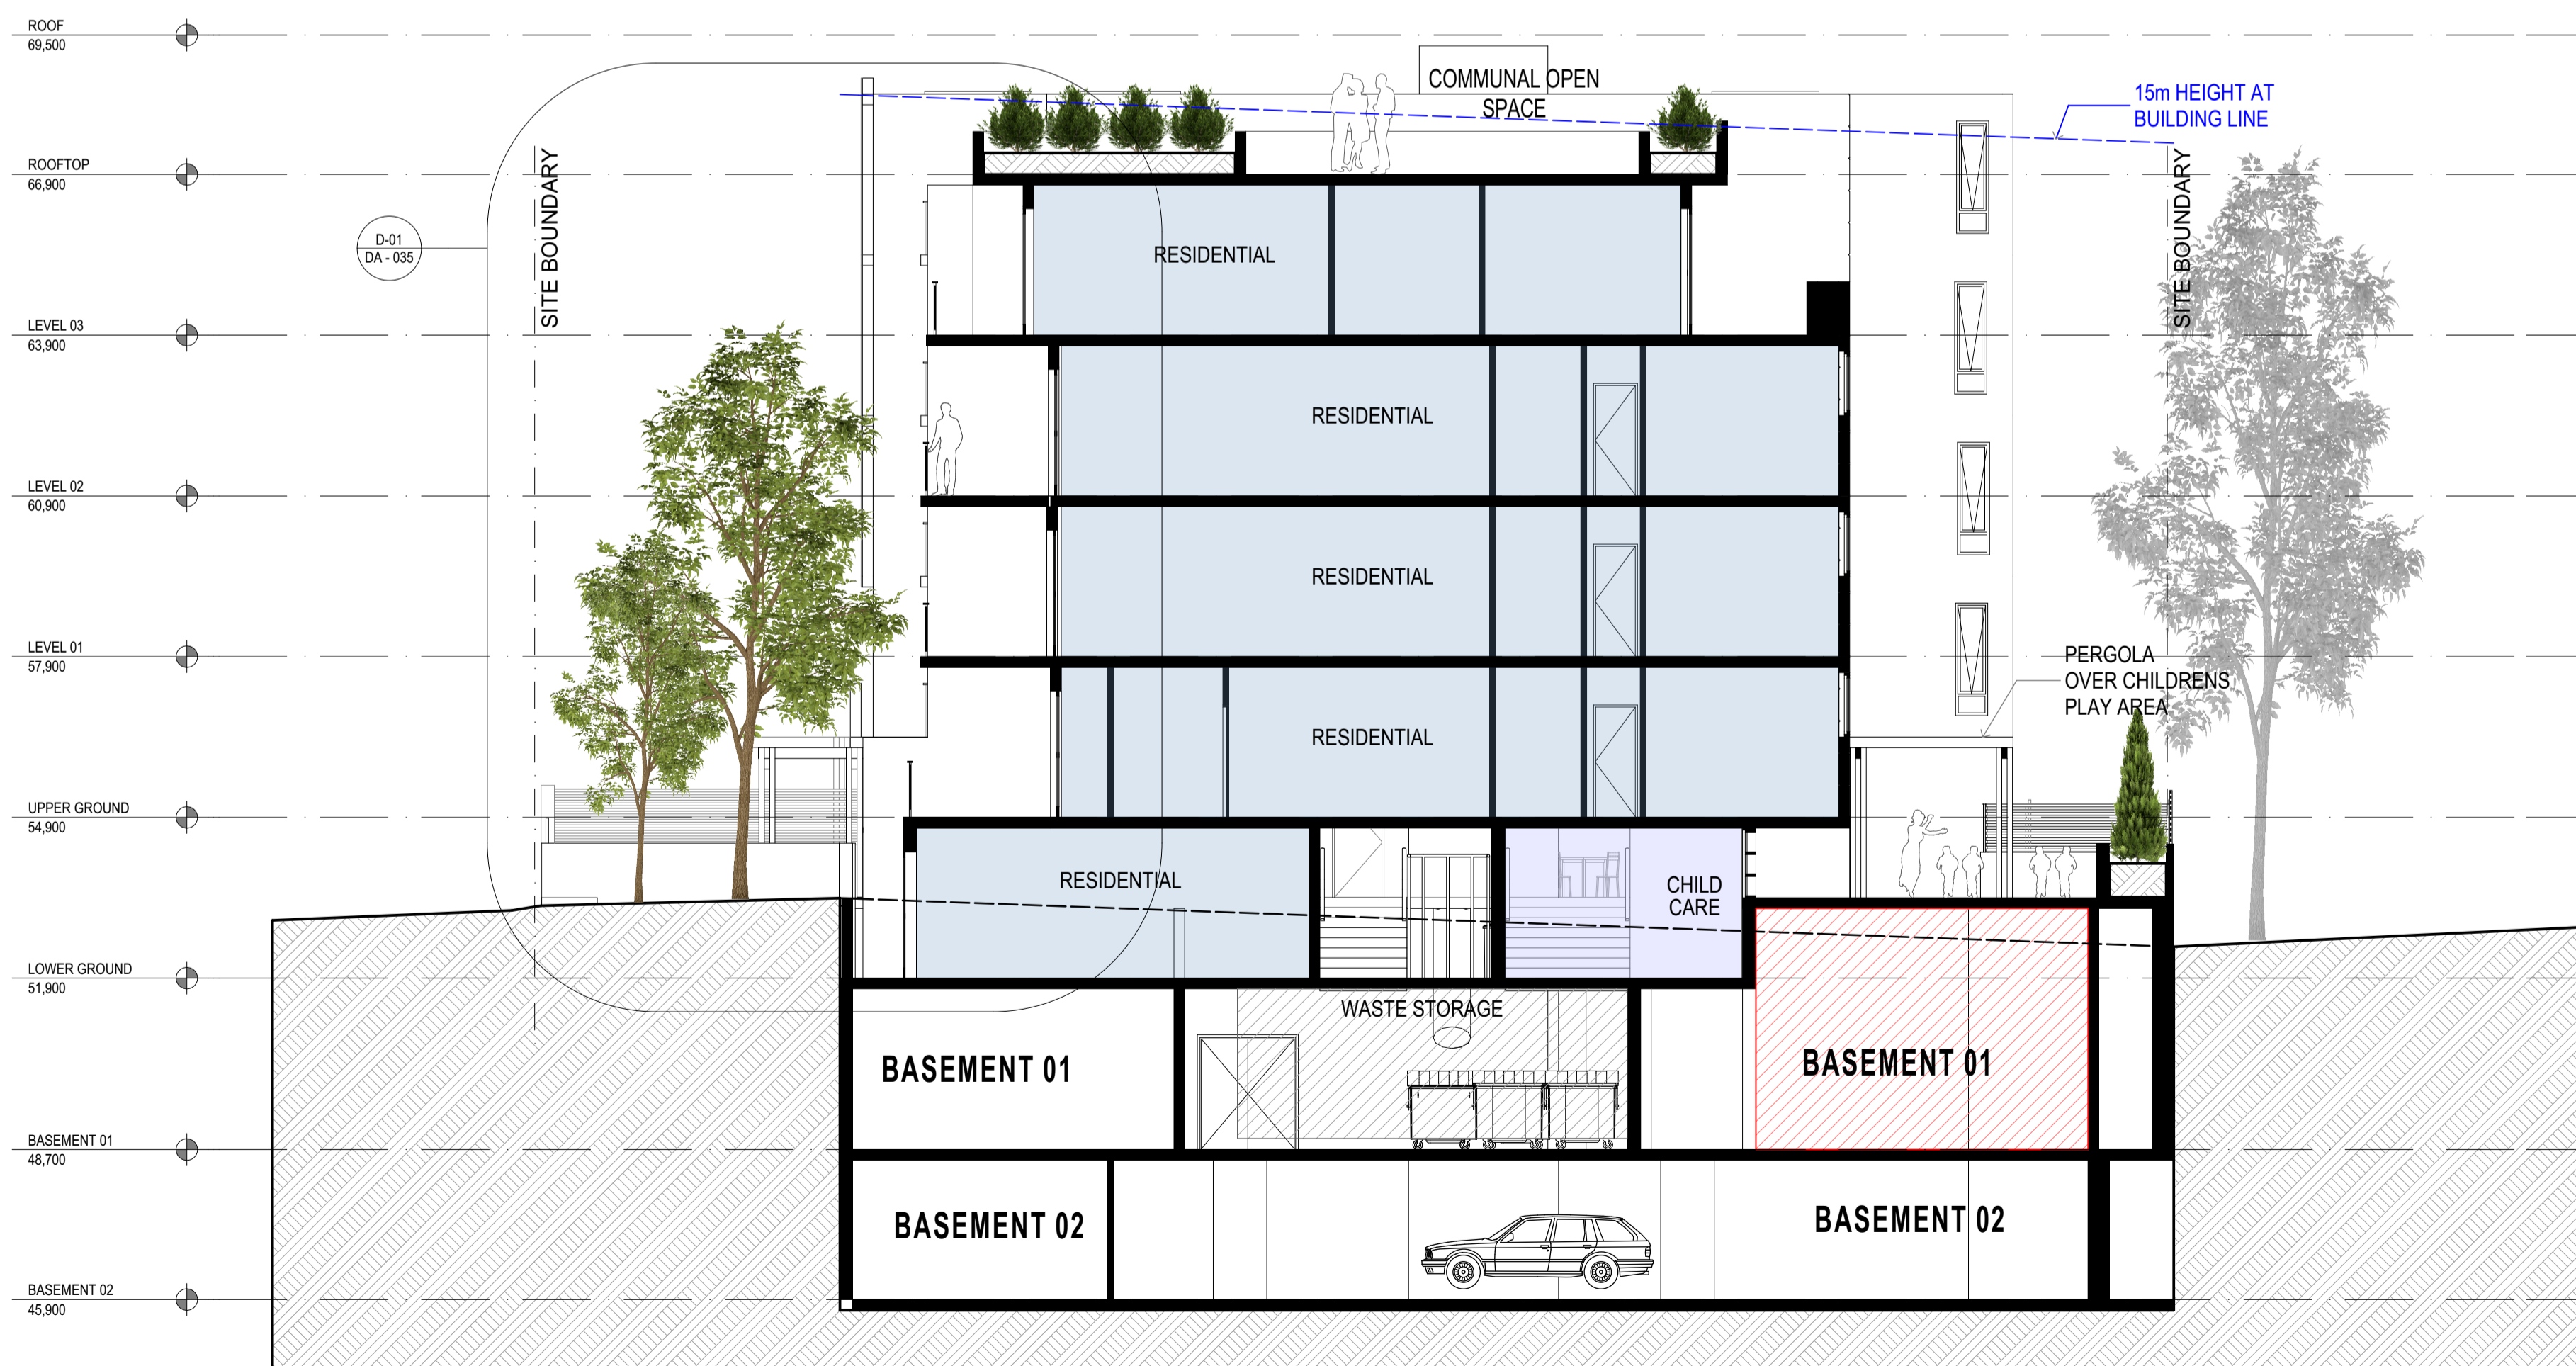 ROOF
69,500
COMMUNAL OPEN
SPACE
15m HEIGHT AT
BUILDING LINE
ROOFTOP
66,900
SITE BOUNDARY
SITE BOUNDARY
D-01
DA - 035
RESIDENTIAL
LEVEL 03
63,900
RESIDENTIAL
LEVEL 02
60,900
RESIDENTIAL
LEVEL 01
57,900
PERGOLA
OVER CHILDRENS
PLAY AREA
RESIDENTIAL
UPPER GROUND
54,900
RESIDENTIAL
CHILD
CARE
LOWER GROUND
51,900
WASTE STORAGE
BASEMENT 01
BASEMENT 01
BASEMENT 01
48,700
BASEMENT 02
BASEMENT 02
BASEMENT 02
45,900